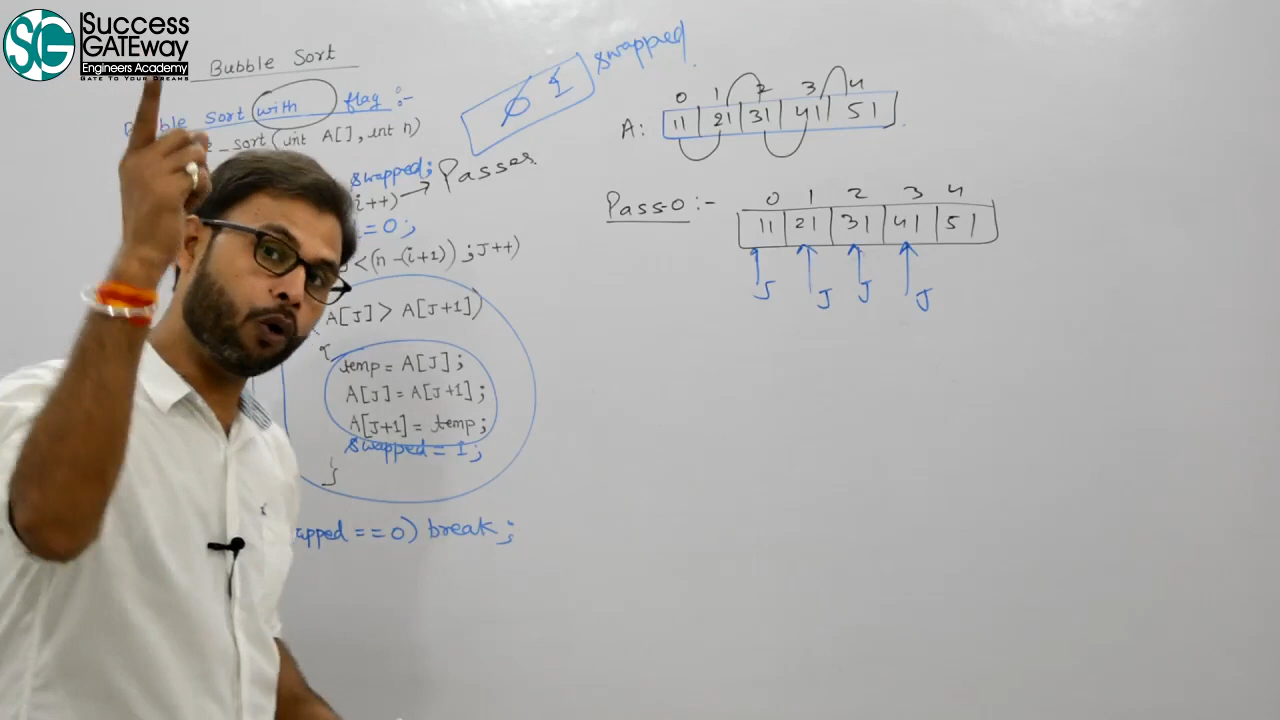 Success
GATEway
Engineers Academy
GATE TO YOUR DREAMS
SG
Bubble Sort
Bubble Sort with flag :-
_sort(int A[], int n)
swapped;
i++) → Passes
=0;
<(n-(i+1)) ; J++)
A[J] > A[J+1])
{
temp = A[J];
A[J] = A[J+1];
A[J+1] = temp;
swapped = 1;
}
apped == 0) break;
0 1 swapped
0 1 2 3 4
A: 11 21 31 41 51
Pass-0 :-
0 1 2 3 4
11 21 31 41 51
J J J J